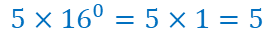 5 × 16⁰ = 5 × 1 = 5